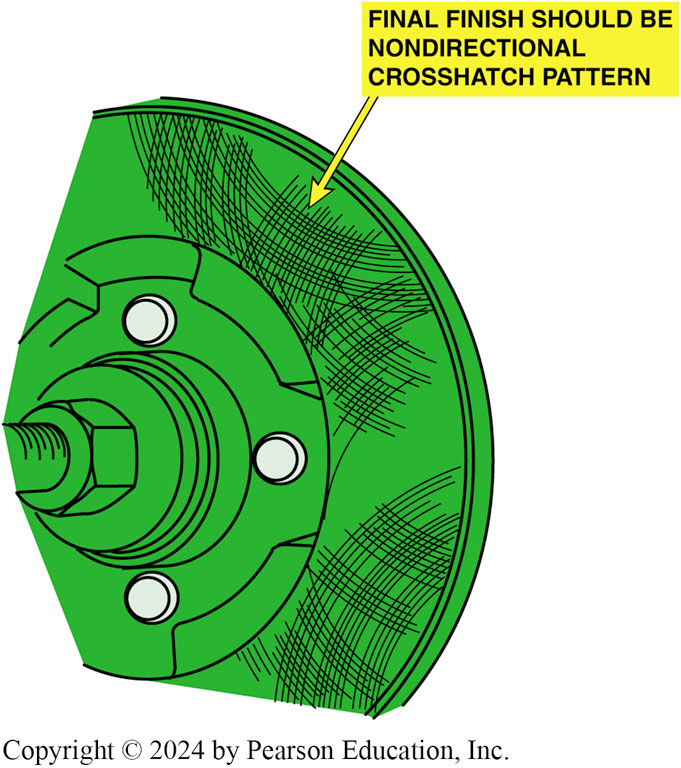 FINAL FINISH SHOULD BE
NONDIRECTIONAL
CROSSHATCH PATTERN
Copyright © 2024 by Pearson Education, Inc.